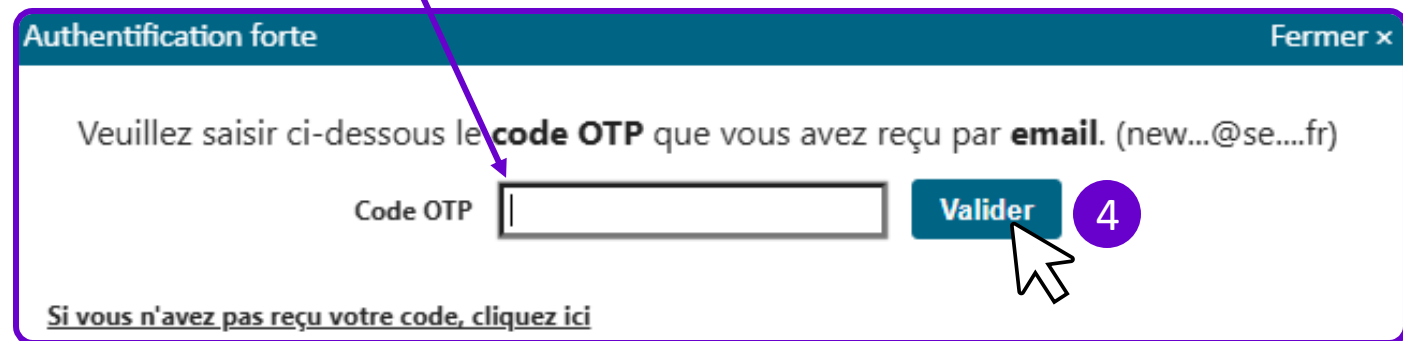 Authentification forte Fermer ×
Veuillez saisir ci-dessous le code OTP que vous avez reçu par email. (new...@se....fr)
Code OTP Valider 4
Si vous n'avez pas reçu votre code, cliquez ici